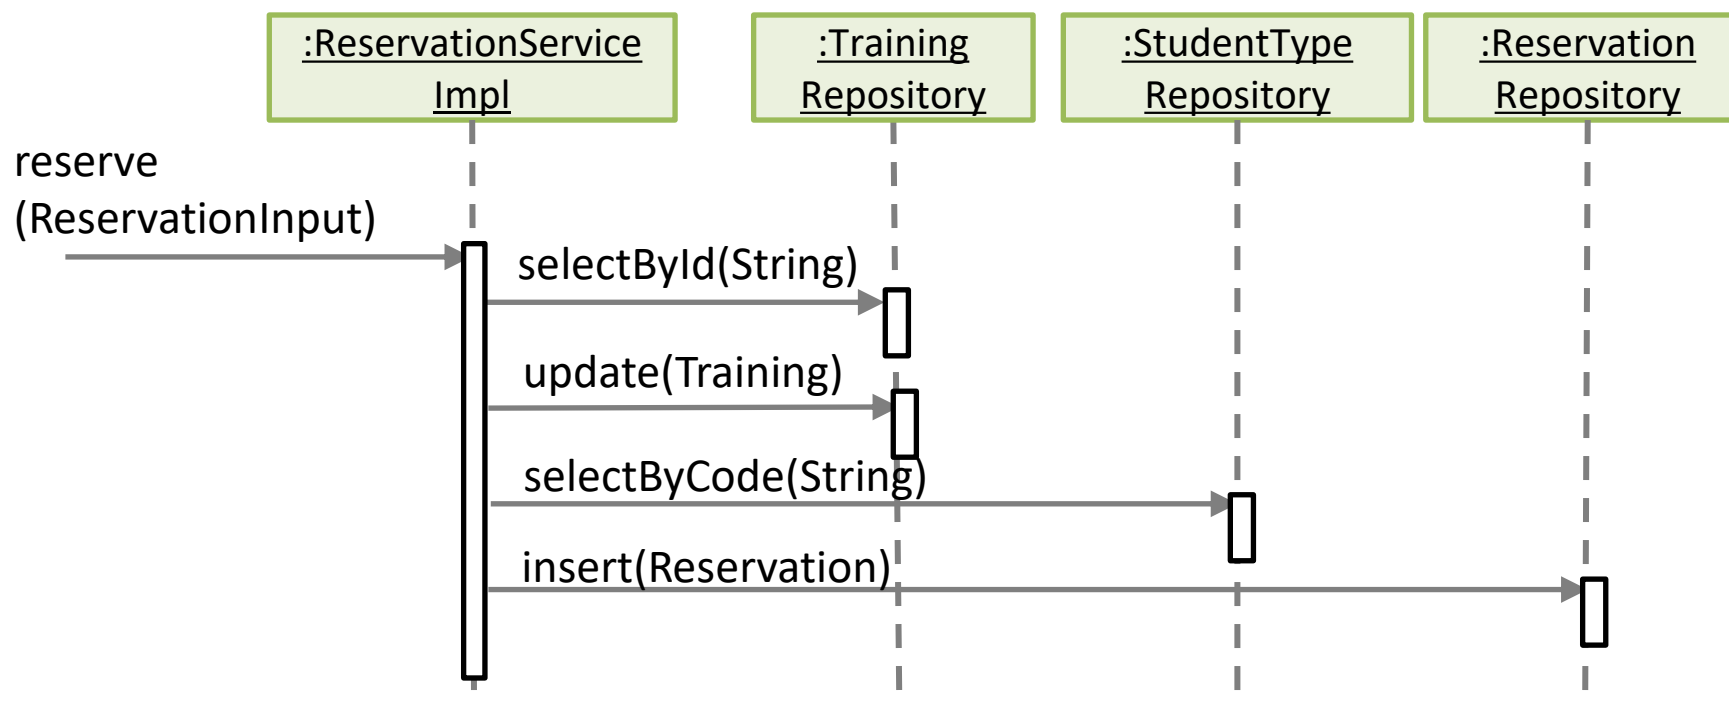 :ReservationService
Impl
:Training
Repository
:StudentType
Repository
:Reservation
Repository
reserve
(ReservationInput)
selectById(String)
update(Training)
selectByCode(String)
insert(Reservation)